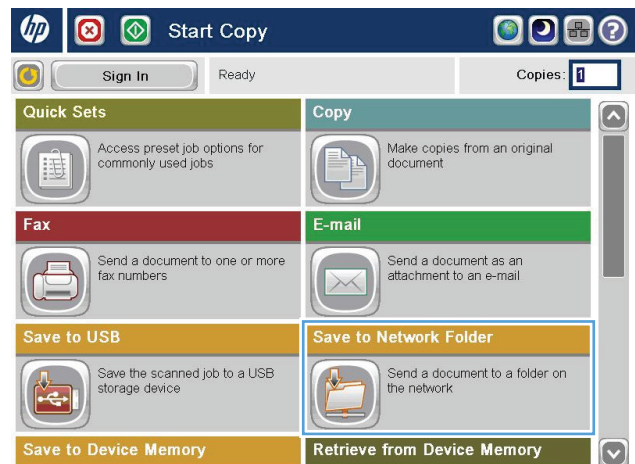 hp Start Copy
Sign In Ready Copies: 1
Quick Sets Copy
Access preset job options for
commonly used jobs
Make copies from an original
document
Fax E-mail
Send a document to one or more
fax numbers
Send a document as an
attachment to an e-mail
Save to USB Save to Network Folder
Save the scanned job to a USB
storage device
Send a document to a folder on
the network
Save to Device Memory Retrieve from Device Memory